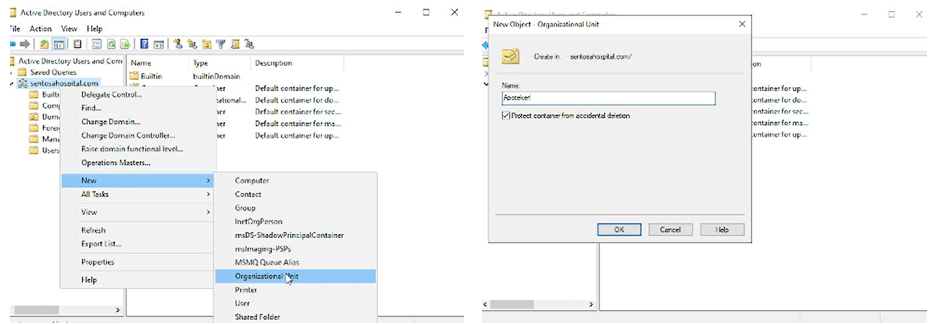 Active Directory Users and Computers
File Action View Help
Active Directory Users and Com
Saved Queries
sentosahospital.com
Builti
Com
Doma
Forei
Mana
Users
Name Type Description
Builtin builtinDomain
Default container for up...
Default container for do...
Default container for sec...
Default container for ma...
Default container for up...
Delegate Control...
Find...
Change Domain...
Change Domain Controller...
Raise domain functional level...
Operations Masters...
New
All Tasks
View
Refresh
Export List...
Properties
Help
Computer
Contact
Group
InetOrgPerson
msDS-ShadowPrincipalContainer
msImaging-PSPs
MSMQ Queue Alias
Organizational Unit
Printer
User
Shared Folder
New Object - Organizational Unit
Create in: sentosahospital.com/
Name:
Apoteker
Protect container from accidental deletion
OK Cancel Help
on
container for up...
container for do...
container for sec...
container for ma...
container for up...